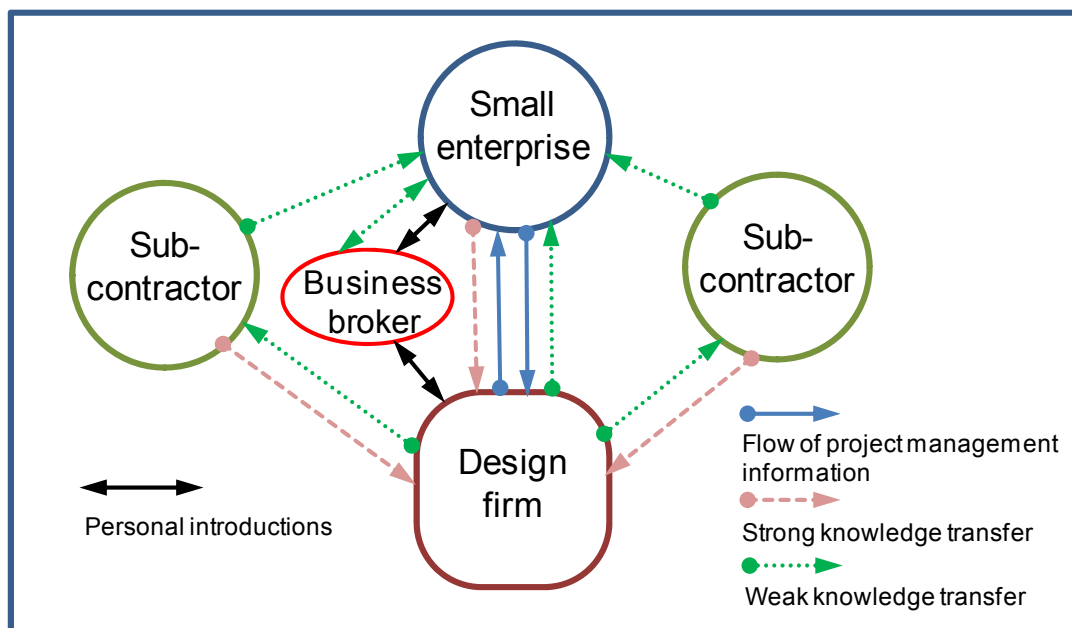 Small
enterprise
Sub-
contractor
Sub-
contractor
Business
broker
Design
firm
Personal introductions
Flow of project management
information
Strong knowledge transfer
Weak knowledge transfer